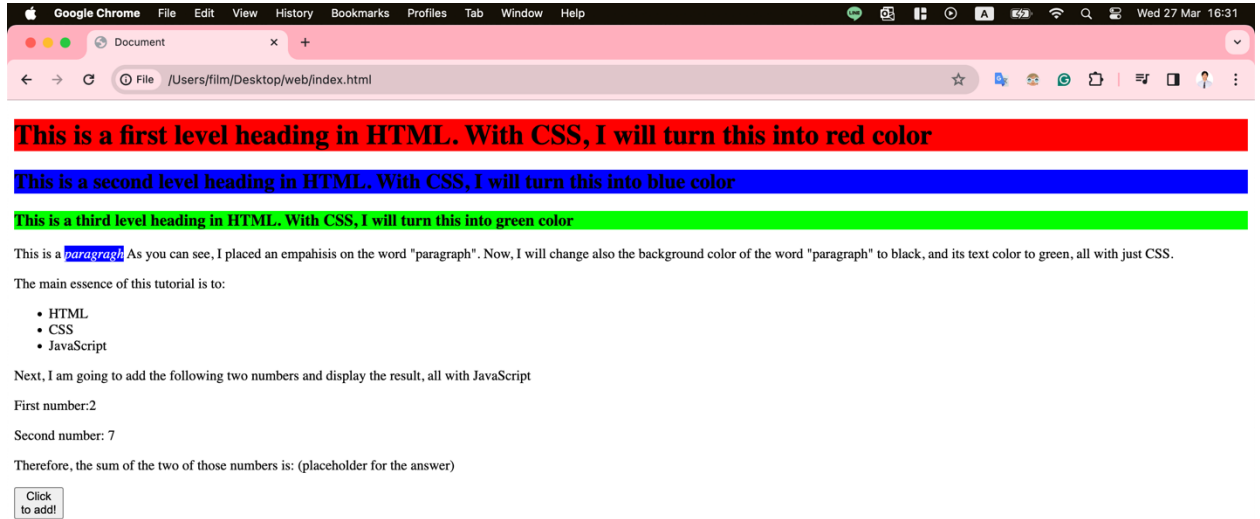 Google Chrome File Edit View History Bookmarks Profiles Tab Window Help LINE A Wed 27 Mar 16:31
Document
File /Users/film/Desktop/web/index.html
This is a first level heading in HTML. With CSS, I will turn this into red color
This is a second level heading in HTML. With CSS, I will turn this into blue color
This is a third level heading in HTML. With CSS, I will turn this into green color
This is a paragragh As you can see, I placed an empahisis on the word "paragraph". Now, I will change also the background color of the word "paragraph" to black, and its text color to green, all with just CSS.
The main essence of this tutorial is to:
• HTML
• CSS
• JavaScript
Next, I am going to add the following two numbers and display the result, all with JavaScript
First number:2
Second number: 7
Therefore, the sum of the two of those numbers is: (placeholder for the answer)
Click
to add!